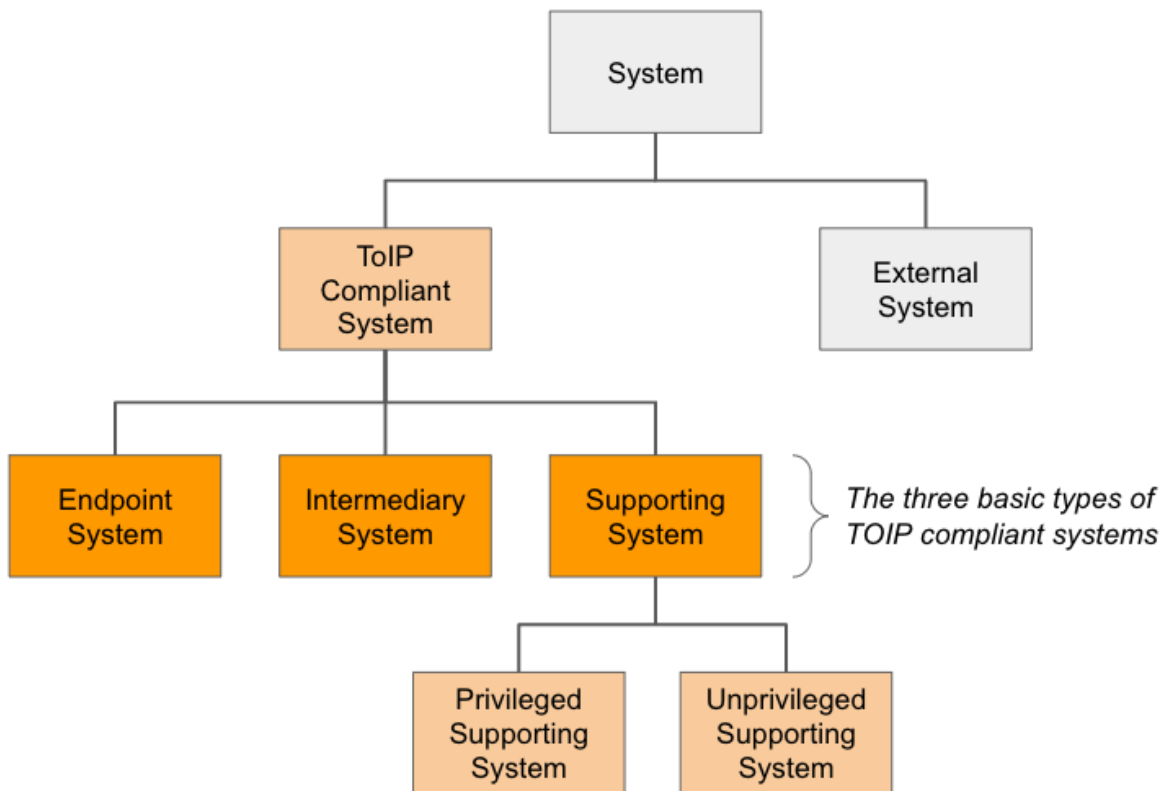 System
ToIP
Compliant
System
External
System
Endpoint
System
Intermediary
System
Supporting
System
The three basic types of
TOIP compliant systems
Privileged
Supporting
System
Unprivileged
Supporting
System